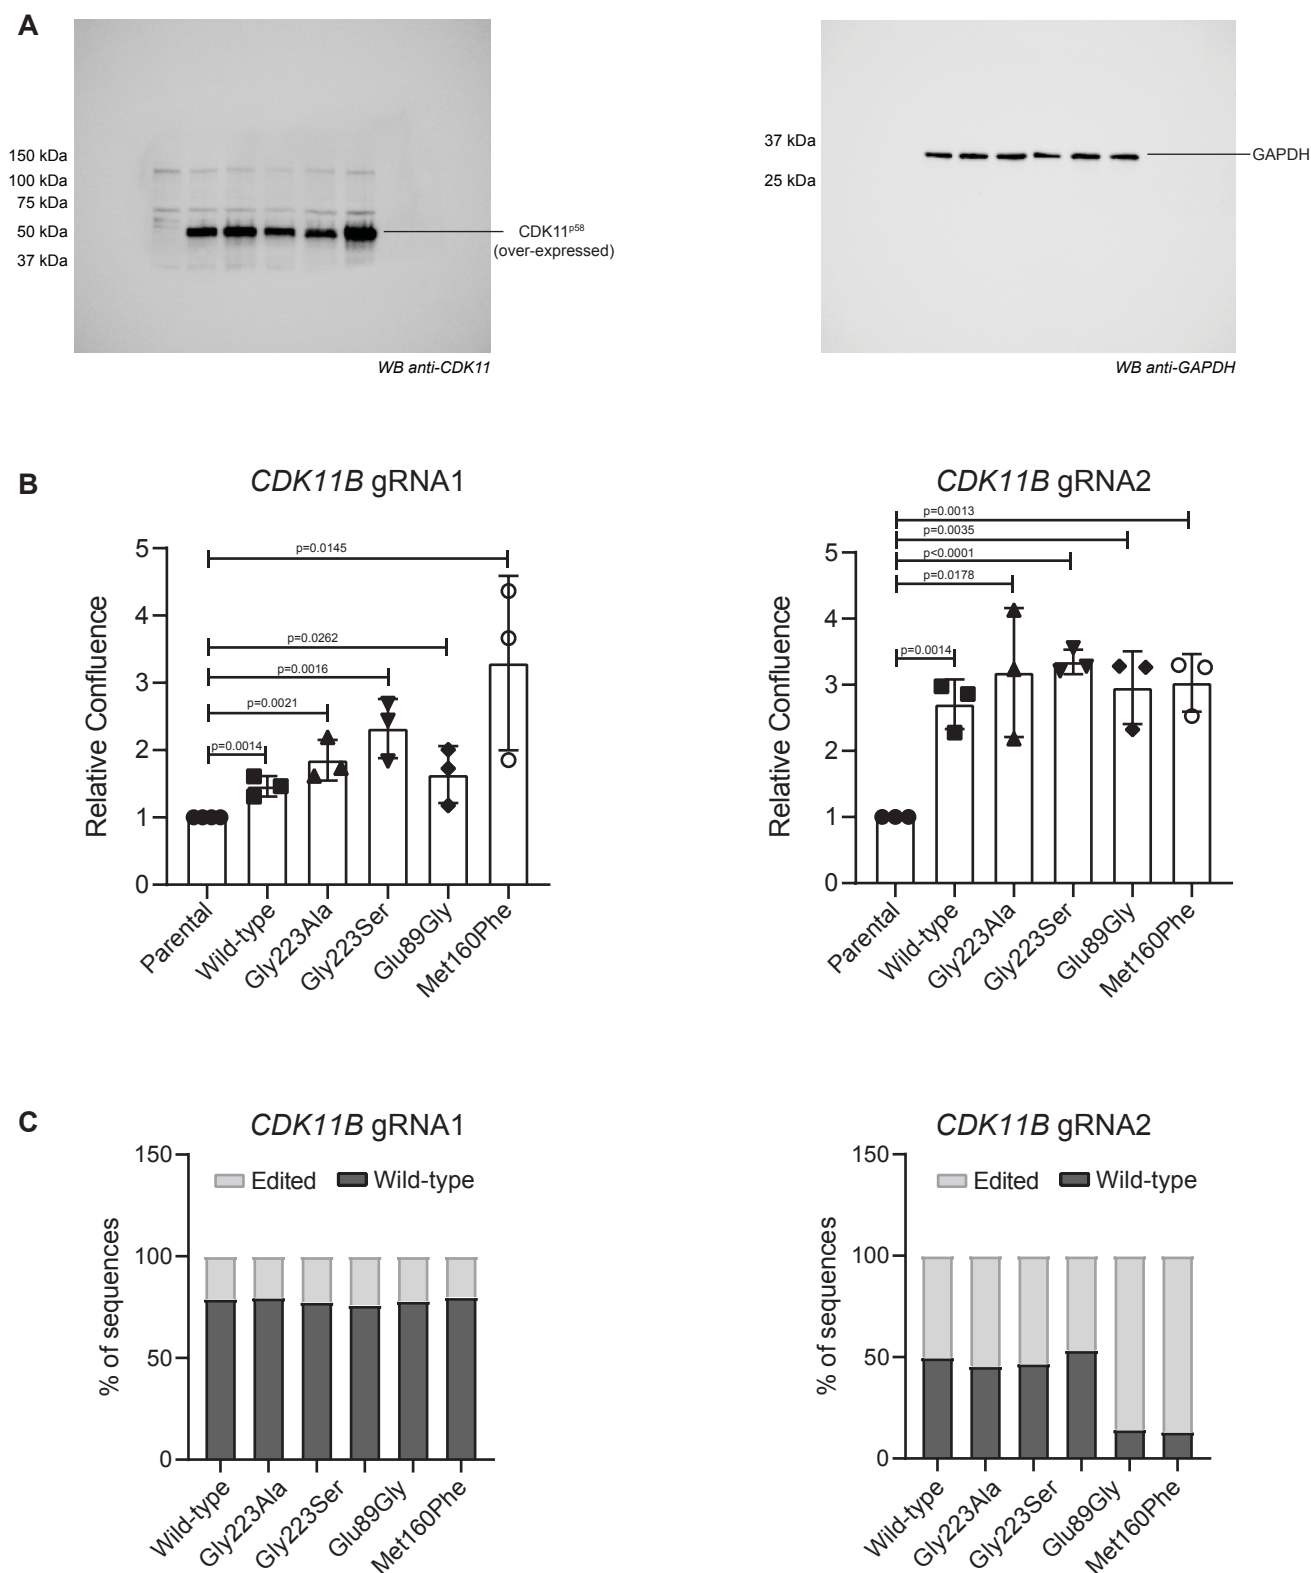 A
150 kDa
100 kDa
75 kDa
50 kDa
37 kDa
CDK11p58
(over-expressed)
WB anti-CDK11
37 kDa
25 kDa
GAPDH
WB anti-GAPDH
B
CDK11B gRNA1
Relative Confluence
5
4
3
2
1
0
p=0.0145
p=0.0262
p=0.0016
p=0.0021
p=0.0014
Parental
Wild-type
Gly223Ala
Gly223Ser
Glu89Gly
Met160Phe
CDK11B gRNA2
Relative Confluence
5
4
3
2
1
0
p=0.0013
p=0.0035
p<0.0001
p=0.0178
p=0.0014
Parental
Wild-type
Gly223Ala
Gly223Ser
Glu89Gly
Met160Phe
C
CDK11B gRNA1
% of sequences
150
100
50
0
Edited Wild-type
Wild-type
Gly223Ala
Gly223Ser
Glu89Gly
Met160Phe
CDK11B gRNA2
% of sequences
150
100
50
0
Edited Wild-type
Wild-type
Gly223Ala
Gly223Ser
Glu89Gly
Met160Phe